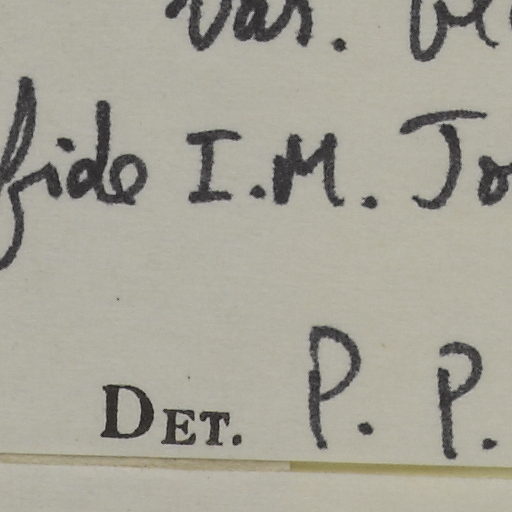 var.
fide I.M. Jo
DET. P. P.